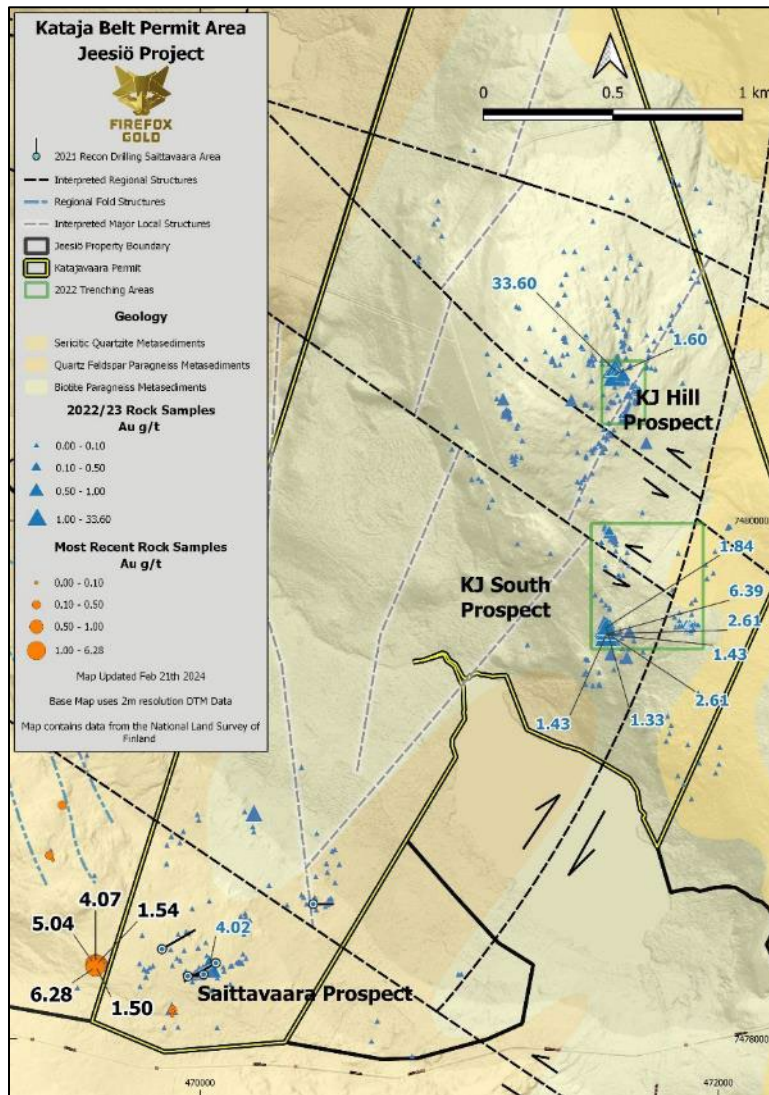 Kataja Belt Permit Area
Jeesiö Project
FIREFOX
GOLD
2021 Recon Drilling Saittavaara Area
Interpreted Regional Structures
Regional Fold Structures
Interpreted Major Local Structures
Jeesiö Property Boundary
Katajavaara Permit
2022 Trenching Areas
Geology
Sericitic Quartzite Metasediments
Quartz Feldspar Paragneiss Metasediments
Biotite Paragneiss Metasediments
2022/23 Rock Samples
Au g/t
0.00 - 0.10
0.10 - 0.50
0.50 - 1.00
1.00 - 33.60
Most Recent Rock Samples
Au g/t
0.00 - 0.10
0.10 - 0.50
0.50 - 1.00
1.00 - 6.28
Map Updated Feb 21th 2024
Base Map uses 2m resolution DTM Data
Map contains data from the National Land Survey of
Finland
0 0.5 1 km
33.60
1.60
KJ Hill
Prospect
7480000
1.84
KJ South
Prospect
6.39
2.61
1.43
2.61
1.43
1.33
4.07
5.04
1.54
4.02
6.28
1.50
Saittavaara Prospect
7478000
470000
472000